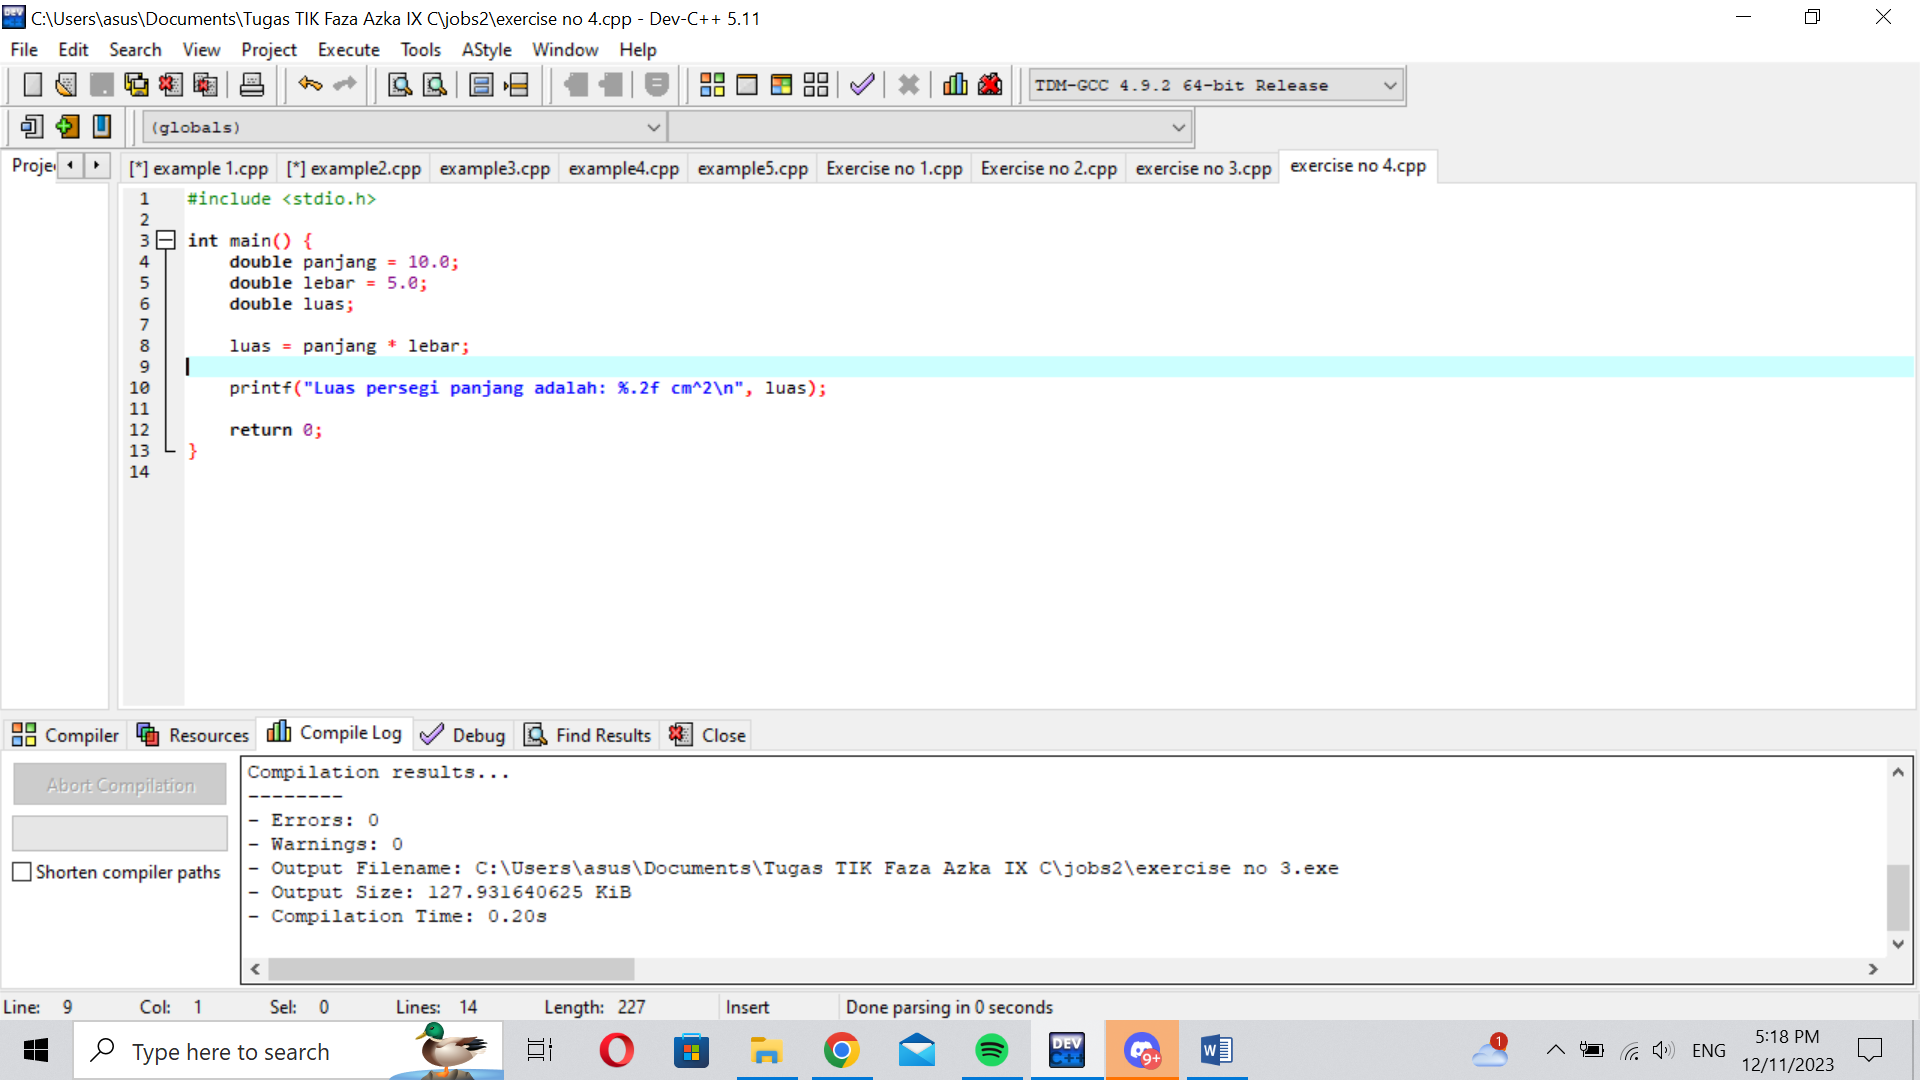 C:\Users\asus\Documents\Tugas TIK Faza Azka IX C\jobs2\exercise no 4.cpp - Dev-C++ 5.11
File Edit Search View Project Execute Tools AStyle Window Help
TDM-GCC 4.9.2 64-bit Release
(globals)
[*] example 1.cpp [*] example2.cpp example3.cpp example4.cpp example5.cpp Exercise no 1.cpp Exercise no 2.cpp exercise no 3.cpp exercise no 4.cpp
1 #include <stdio.h>
2
3 int main() {
4 double panjang = 10.0;
5 double lebar = 5.0;
6 double luas;
7
8 luas = panjang * lebar;
9
10 printf("Luas persegi panjang adalah: %.2f cm^2\n", luas);
11
12 return 0;
13 }
14
Compiler Resources Compile Log Debug Find Results Close
Abort Compilation
Shorten compiler paths
Compilation results...
--------
- Errors: 0
- Warnings: 0
- Output Filename: C:\Users\asus\Documents\Tugas TIK Faza Azka IX C\jobs2\exercise no 3.exe
- Output Size: 127.931640625 KiB
- Compilation Time: 0.20s
Line: 9 Col: 1 Sel: 0 Lines: 14 Length: 227 Insert Done parsing in 0 seconds
Type here to search
DEV C++
9+
W
1
ENG
5:18 PM
12/11/2023